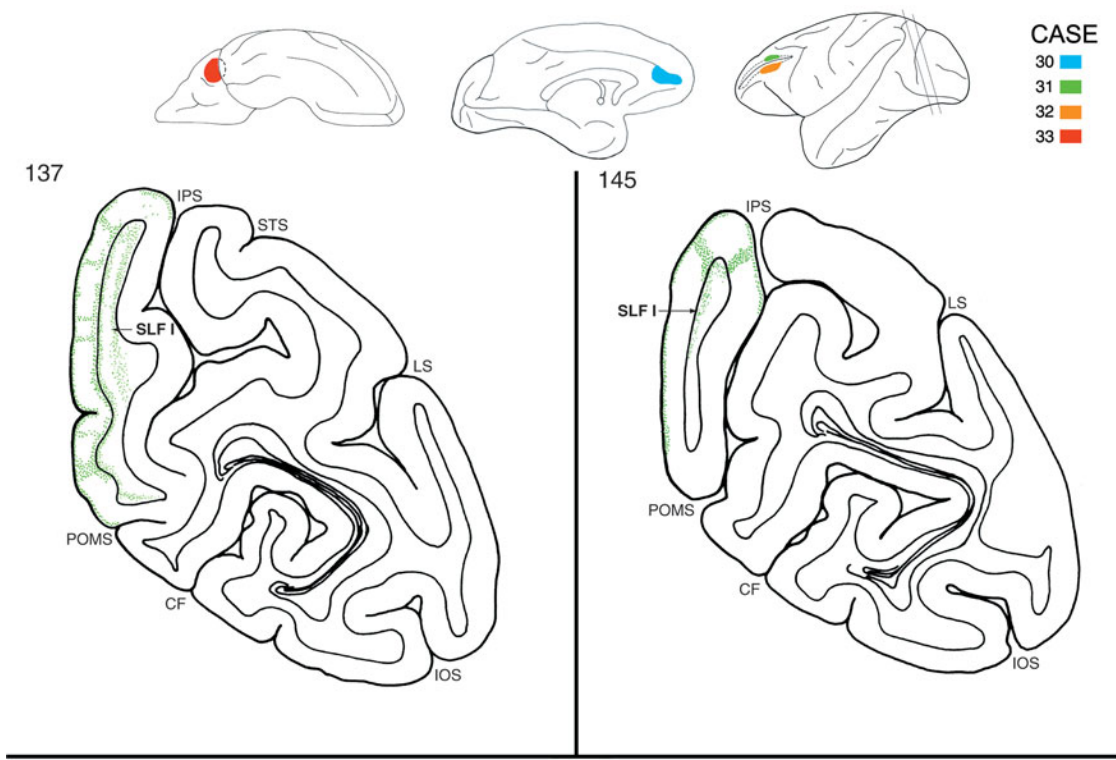 CASE
30
31
32
33
137
IPS
STS
SLF I
LS
POMS
CF
IOS
145
IPS
LS
SLF I
POMS
CF
IOS